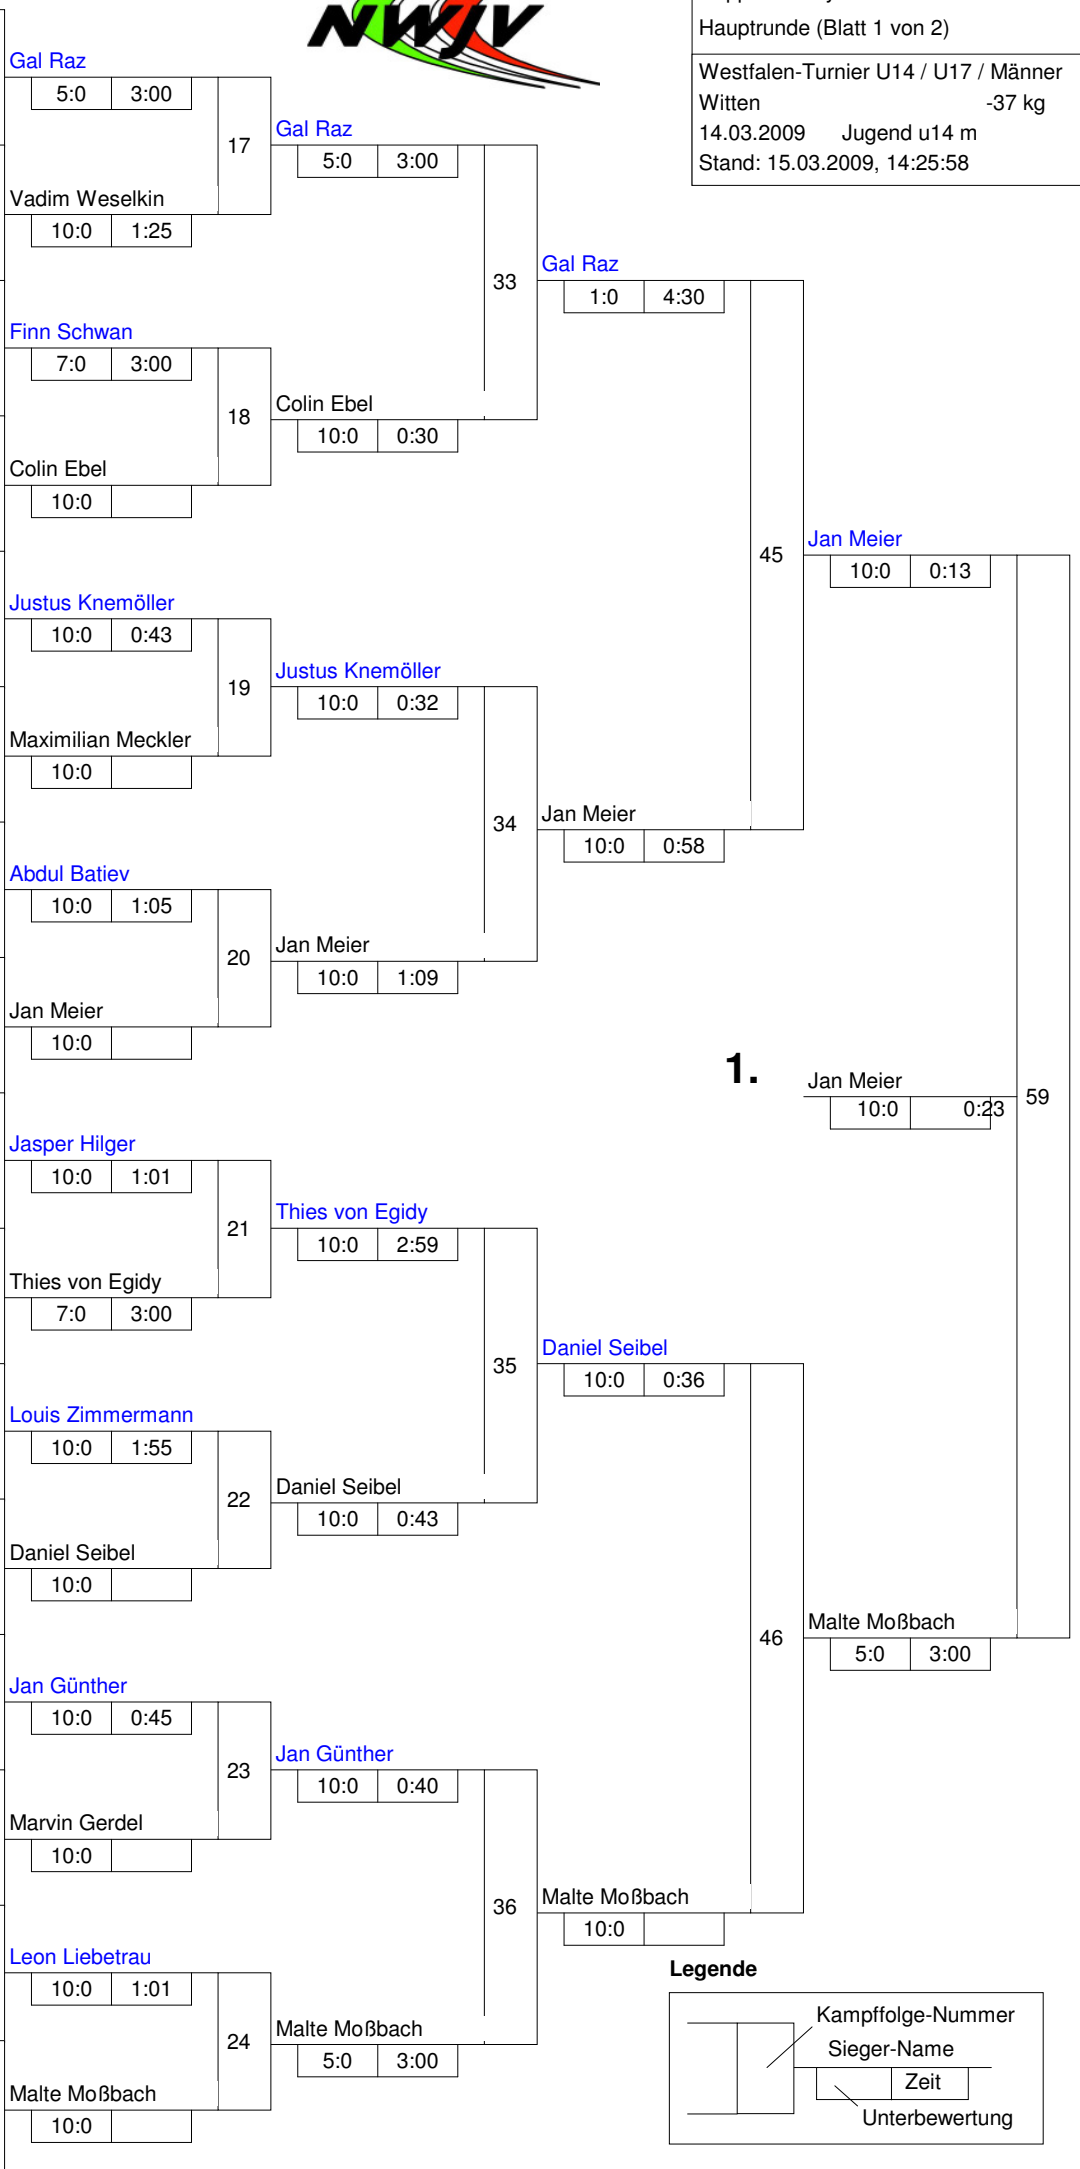 NWJV
Hauptrunde (Blatt 1 von 2)
Westfalen-Turnier U14 / U17 / Männer
Witten -37 kg
14.03.2009 Jugend u14 m
Stand: 15.03.2009, 14:25:58
Gal Raz
5:0 3:00
17
Vadim Weselkin
10:0 1:25
Finn Schwan
7:0 3:00
18
Colin Ebel
10:0
Justus Knemöller
10:0 0:43
19
Maximilian Meckler
10:0
Abdul Batiev
10:0 1:05
20
Jan Meier
10:0
Jasper Hilger
10:0 1:01
21
Thies von Egidy
7:0 3:00
Louis Zimmermann
10:0 1:55
22
Daniel Seibel
10:0
Jan Günther
10:0 0:45
23
Marvin Gerdel
10:0
Leon Liebetrau
10:0 1:01
24
Malte Moßbach
10:0
Gal Raz
5:0 3:00
33
Colin Ebel
10:0 0:30
Justus Knemöller
10:0 0:32
34
Jan Meier
10:0 1:09
Thies von Egidy
10:0 2:59
35
Daniel Seibel
10:0 0:43
Jan Günther
10:0 0:40
36
Malte Moßbach
5:0 3:00
Gal Raz
1:0 4:30
45
Jan Meier
10:0 0:58
Daniel Seibel
10:0 0:36
46
Malte Moßbach
10:0
Jan Meier
10:0 0:13
1.
Jan Meier
10:0 0:23
59
Malte Moßbach
5:0 3:00
Legende
Kampffolge-Nummer
Sieger-Name
Zeit
Unterbewertung